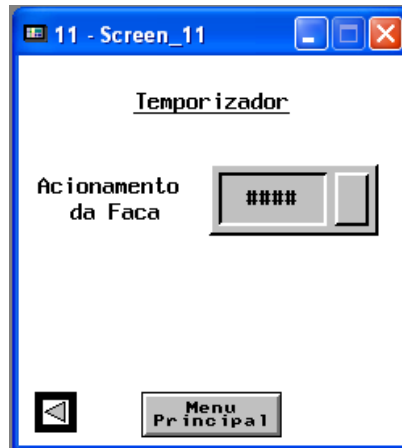 11 - Screen_11
Temporizador
Acionamento
da Faca
####
Menu
Principal